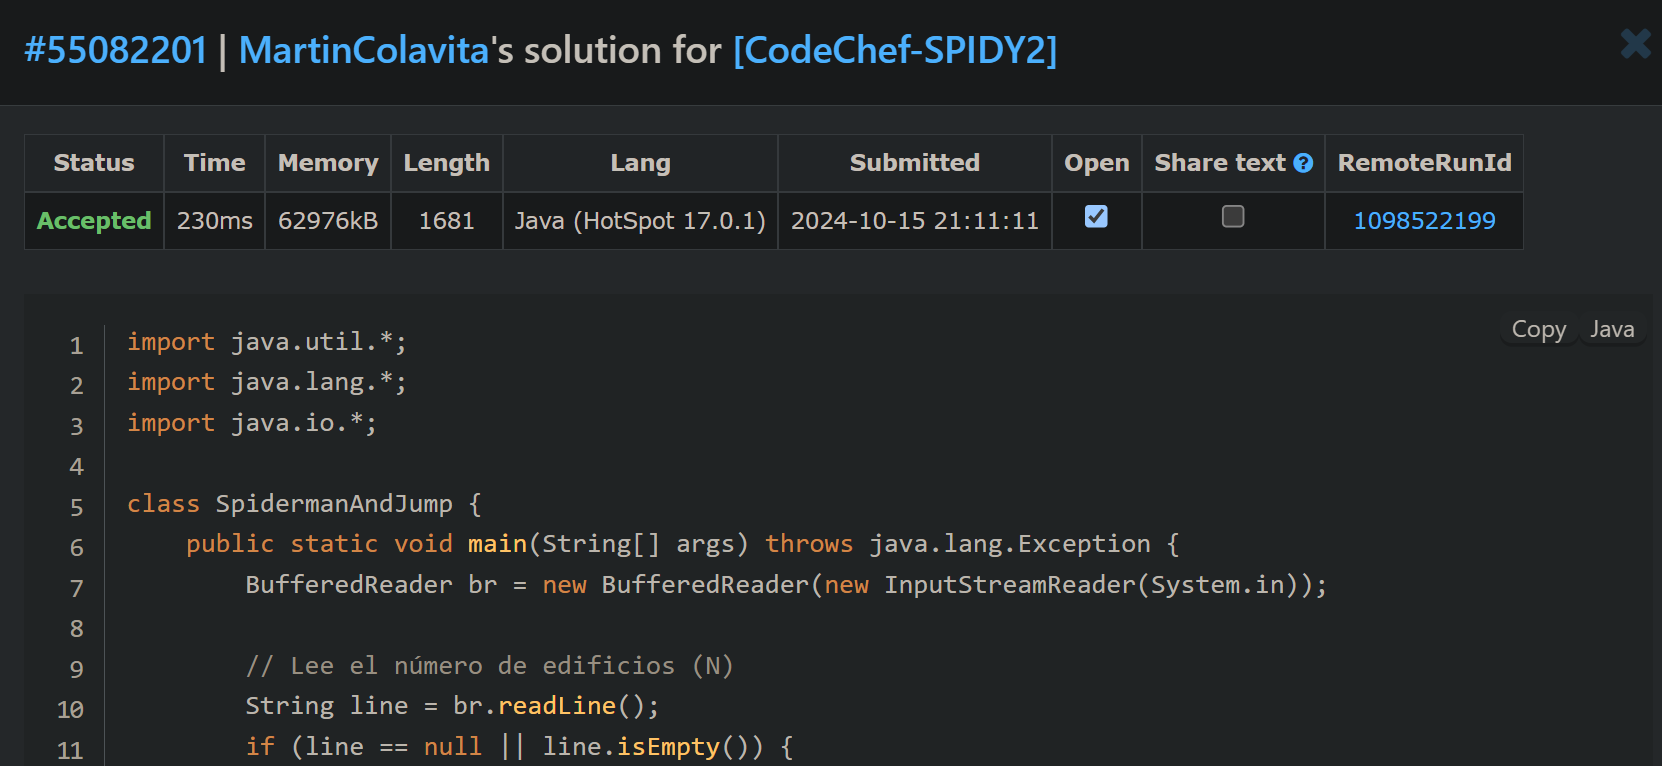 #55082201 | MartinColavita's solution for [CodeChef-SPIDY2]
Status Time Memory Length Lang Submitted Open Share text ? RemoteRunId
Accepted 230ms 62976kB 1681 Java (HotSpot 17.0.1) 2024-10-15 21:11:11 1098522199
Copy Java
1 import java.util.*;
2 import java.lang.*;
3 import java.io.*;
4
5 class SpidermanAndJump {
6 public static void main(String[] args) throws java.lang.Exception {
7 BufferedReader br = new BufferedReader(new InputStreamReader(System.in));
8
9 // Lee el número de edificios (N)
10 String line = br.readLine();
11 if (line == null || line.isEmpty()) {